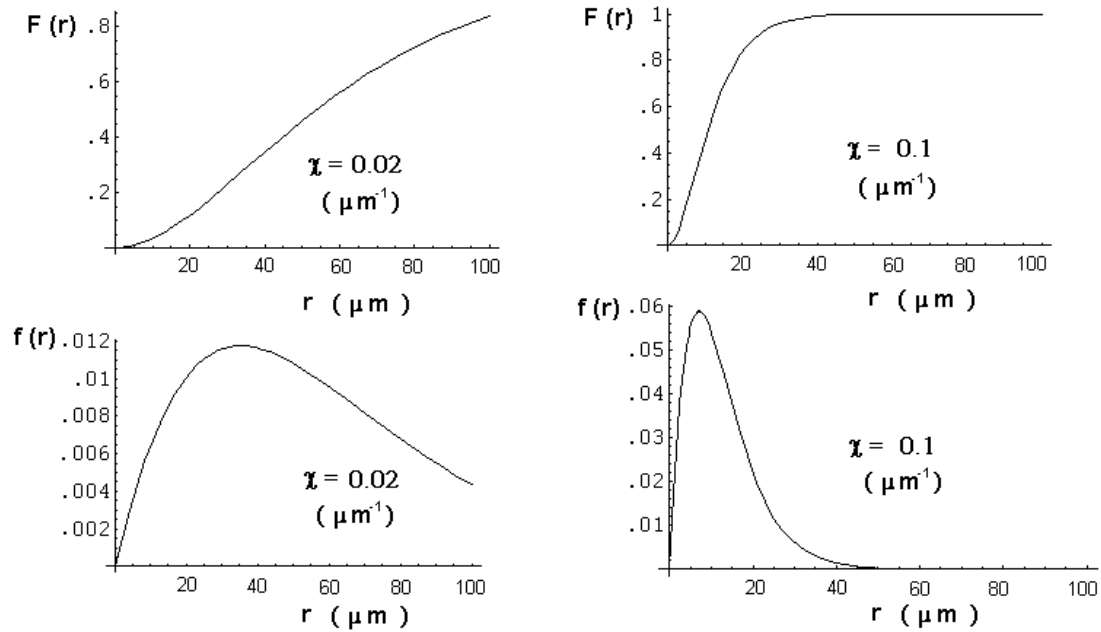 F (r)
.8
.6
.4
.2
20 40 60 80 100
r ( μm )
χ = 0.02
( μm⁻¹)
F (r)
1
.8
.6
.4
.2
20 40 60 80 100
r ( μm )
χ = 0.1
( μm⁻¹)
f (r)
.012
.01
.008
.006
.004
.002
20 40 60 80 100
r ( μm )
χ = 0.02
( μm⁻¹)
f (r)
.06
.05
.04
.03
.02
.01
20 40 60 80 100
r ( μm )
χ = 0.1
( μm⁻¹)